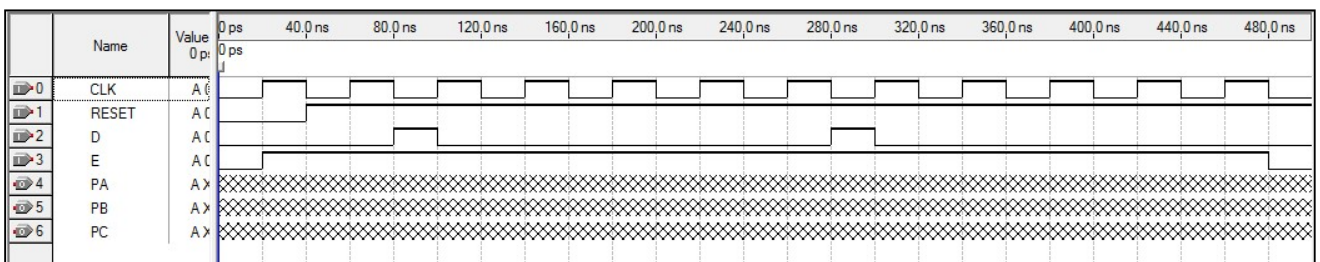 Name
Value
0 p:
0 ps 40.0 ns 80.0 ns 120.0 ns 160.0 ns 200.0 ns 240.0 ns 280.0 ns 320.0 ns 360.0 ns 400.0 ns 440.0 ns 480.0 ns
0 ps
0 CLK A
1 RESET A
2 D A
3 E A
4 PA A
5 PB A
6 PC A